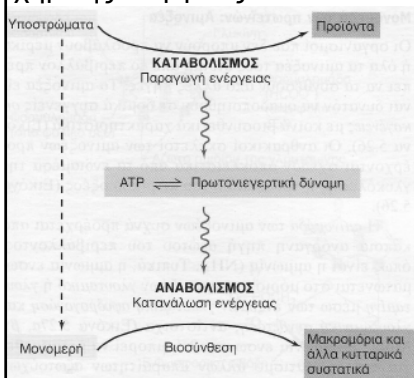 Υποστρώματα
Προϊόντα
ΚΑΤΑΒΟΛΙΣΜΟΣ
Παραγωγή ενέργειας
ATP ⇌ Πρωτονιεγερτική δύναμη
ΑΝΑΒΟΛΙΣΜΟΣ
Κατανάλωση ενέργειας
Μονομερή
Βιοσύνθεση
Μακρομόρια και
άλλα κυτταρικά
συστατικά